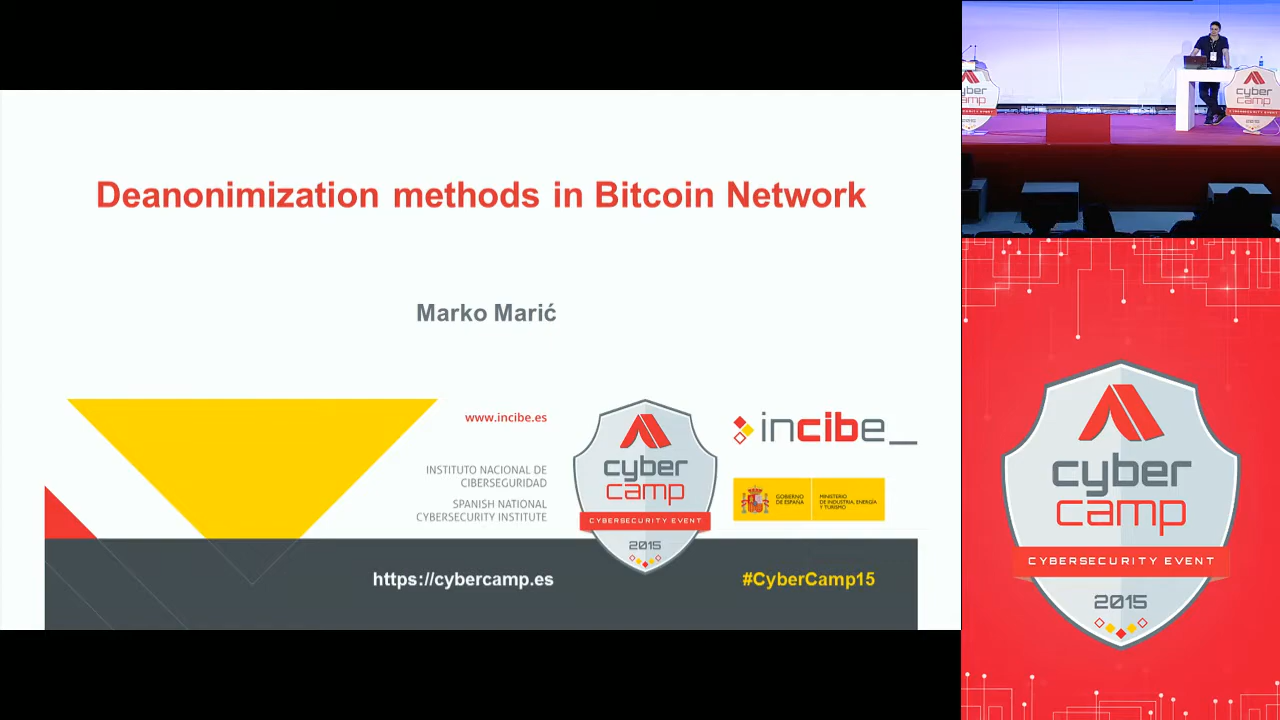 Deanonimization methods in Bitcoin Network
Marko Marić
www.incibe.es
INSTITUTO NACIONAL DE
CIBERSEGURIDAD
SPANISH NATIONAL
CYBERSECURITY INSTITUTE
cyber
camp
CYBERSECURITY EVENT
2015
incibe_
GOBIERNO
DE ESPAÑA
MINISTERIO
DE INDUSTRIA, ENERGÍA
Y TURISMO
https://cybercamp.es
#CyberCamp15
cyber
camp
cyber
camp
CYBERSECURITY EVENT
2015